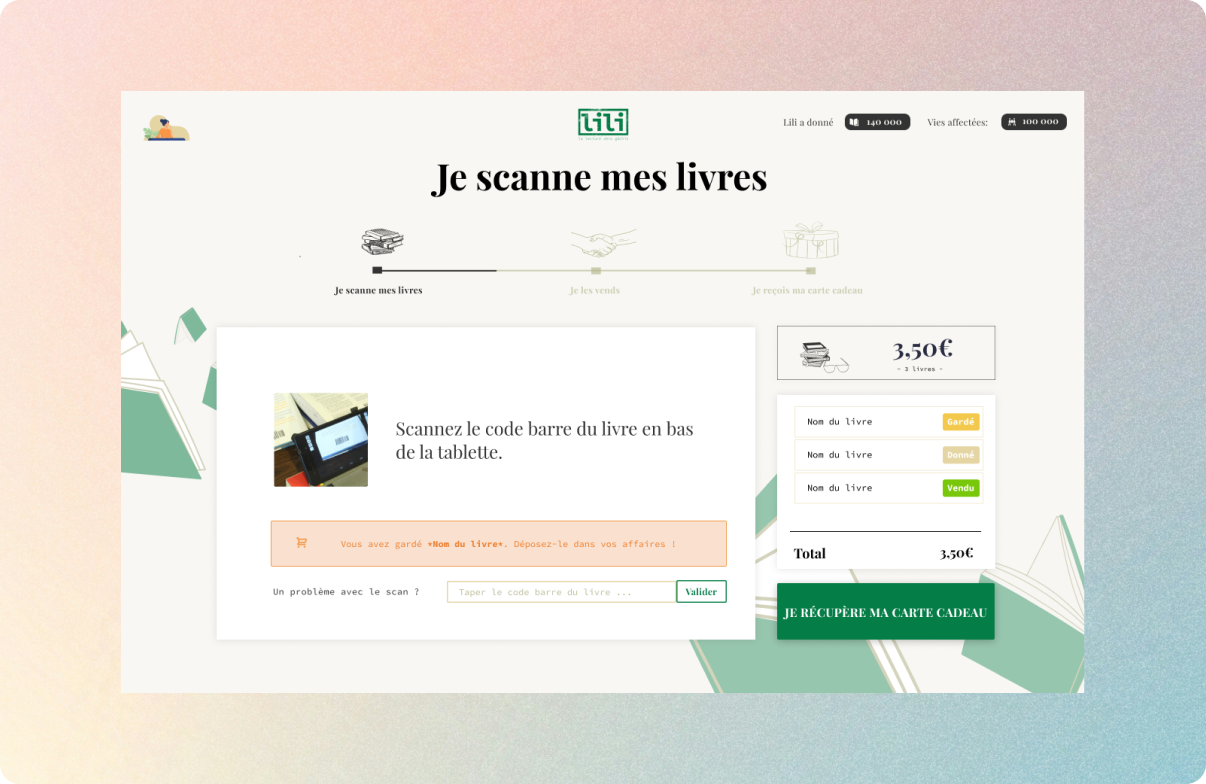 lili
Lili a donné 140 000 Vies affectées: 100 000
Je scanne mes livres
Je scanne mes livres Je les vends Je reçois ma carte cadeau
3,50€
- 3 livres -
Scannez le code barre du livre en bas
de la tablette.
Nom du livre Gardé
Nom du livre Donné
Nom du livre Vendu
Vous avez gardé *Nom du livre*. Déposez-le dans vos affaires !
Total 3,50€
Un problème avec le scan ? Taper le code barre du livre ... Valider
JE RÉCUPÈRE MA CARTE CADEAU